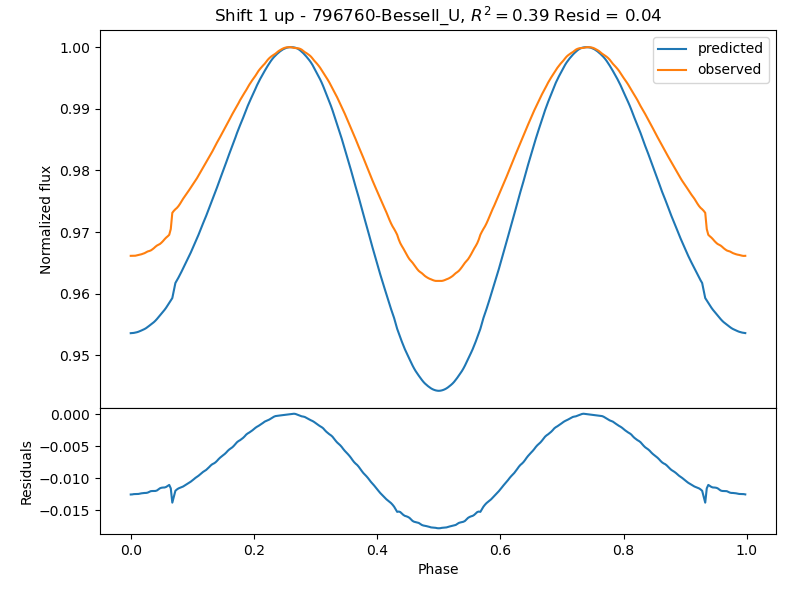 Shift 1 up - 796760-Bessell_U, $R^2 = 0.39$ Resid = 0.04
predicted
observed
Normalized flux
1.00
0.99
0.98
0.97
0.96
0.95
Residuals
0.000
−0.005
−0.010
−0.015
0.0 0.2 0.4 0.6 0.8 1.0
Phase